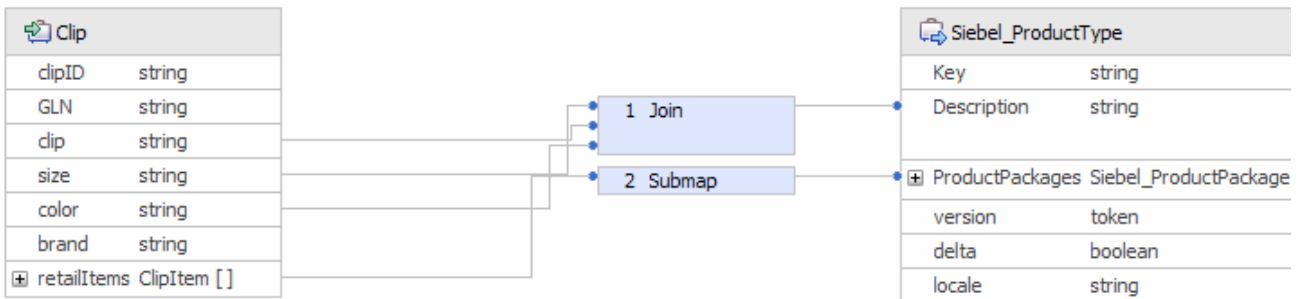 Clip
clipID string
GLN string
clip string
size string
color string
brand string
retailItems ClipItem [ ]
1 Join
2 Submap
Siebel_ProductType
Key string
Description string
ProductPackages Siebel_ProductPackage
version token
delta boolean
locale string